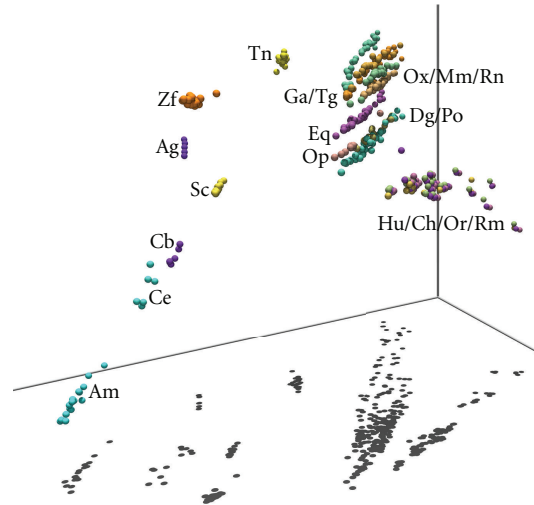 Tn
Ox/Mm/Rn
Zf
Ga/Tg
Dg/Po
Eq
Ag
Op
Sc
Hu/Ch/Or/Rm
Cb
Ce
Am